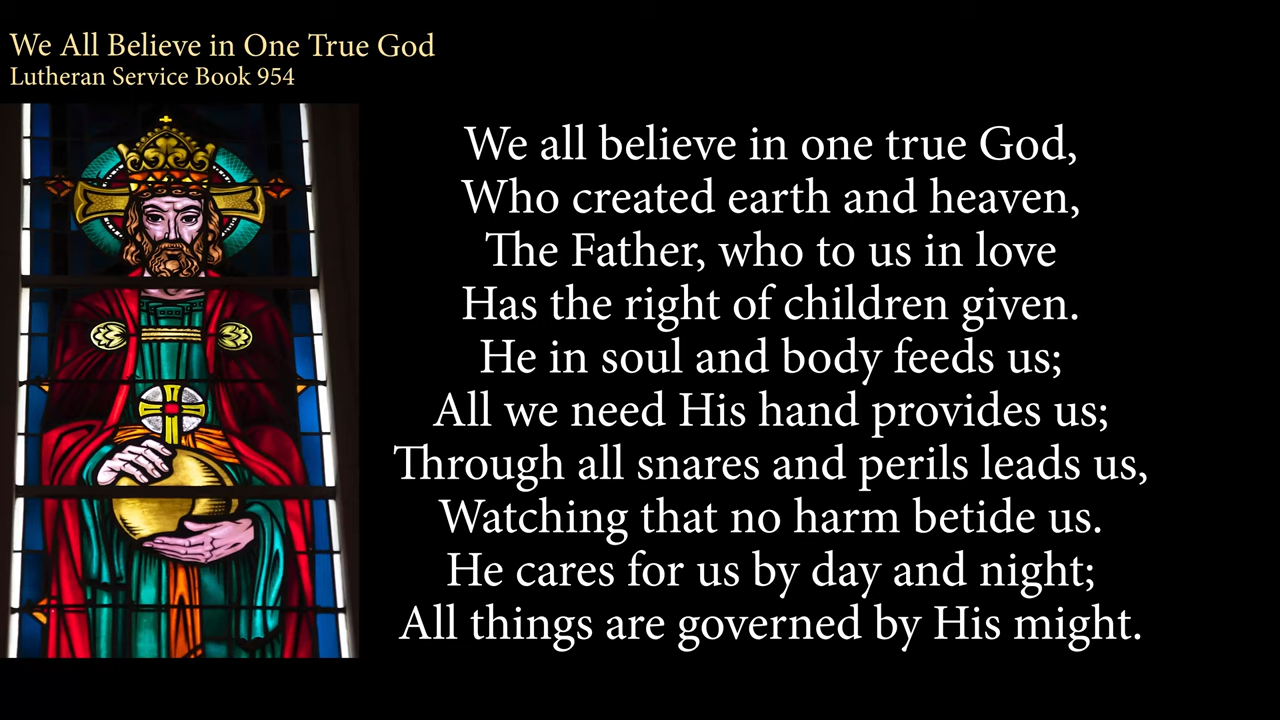 We All Believe in One True God
Lutheran Service Book 954
We all believe in one true God,
Who created earth and heaven,
The Father, who to us in love
Has the right of children given.
He in soul and body feeds us;
All we need His hand provides us;
Through all snares and perils leads us,
Watching that no harm betide us.
He cares for us by day and night;
All things are governed by His might.